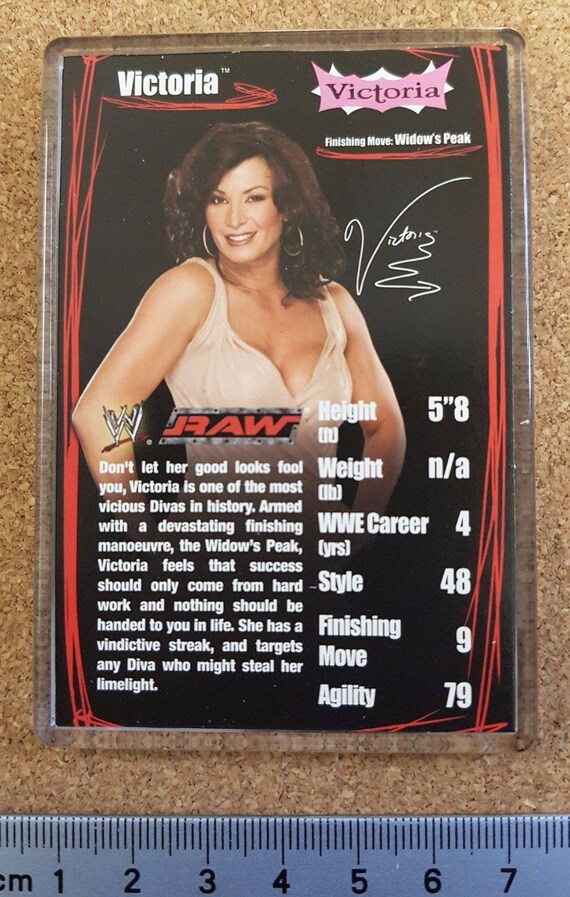 Victoria™
Victoria
Finishing Move: Widow's Peak
Victoria
W.
RAW
Don't let her good looks fool
you, Victoria is one of the most
vicious Divas in history. Armed
with a devastating finishing
manoeuvre, the Widow's Peak,
Victoria feels that success
should only come from hard
work and nothing should be
handed to you in life. She has a
vindictive streak, and targets
any Diva who might steal her
limelight.
Height 5"8
(ft)
Weight n/a
(lb)
WWE Career 4
(yrs)
Style 48
Finishing
Move 9
Agility 79
cm 1 2 3 4 5 6 7